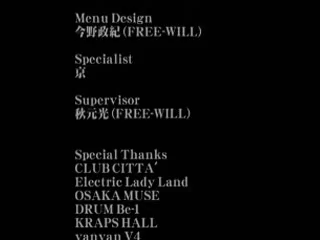 Menu Design
今野政紀(FREE-WILL)
Specialist
京
Supervisor
秋元光(FREE-WILL)
Special Thanks
CLUB CITTA′
Electric Lady Land
OSAKA MUSE
DRUM Be-1
KRAPS HALL
yanyan V4